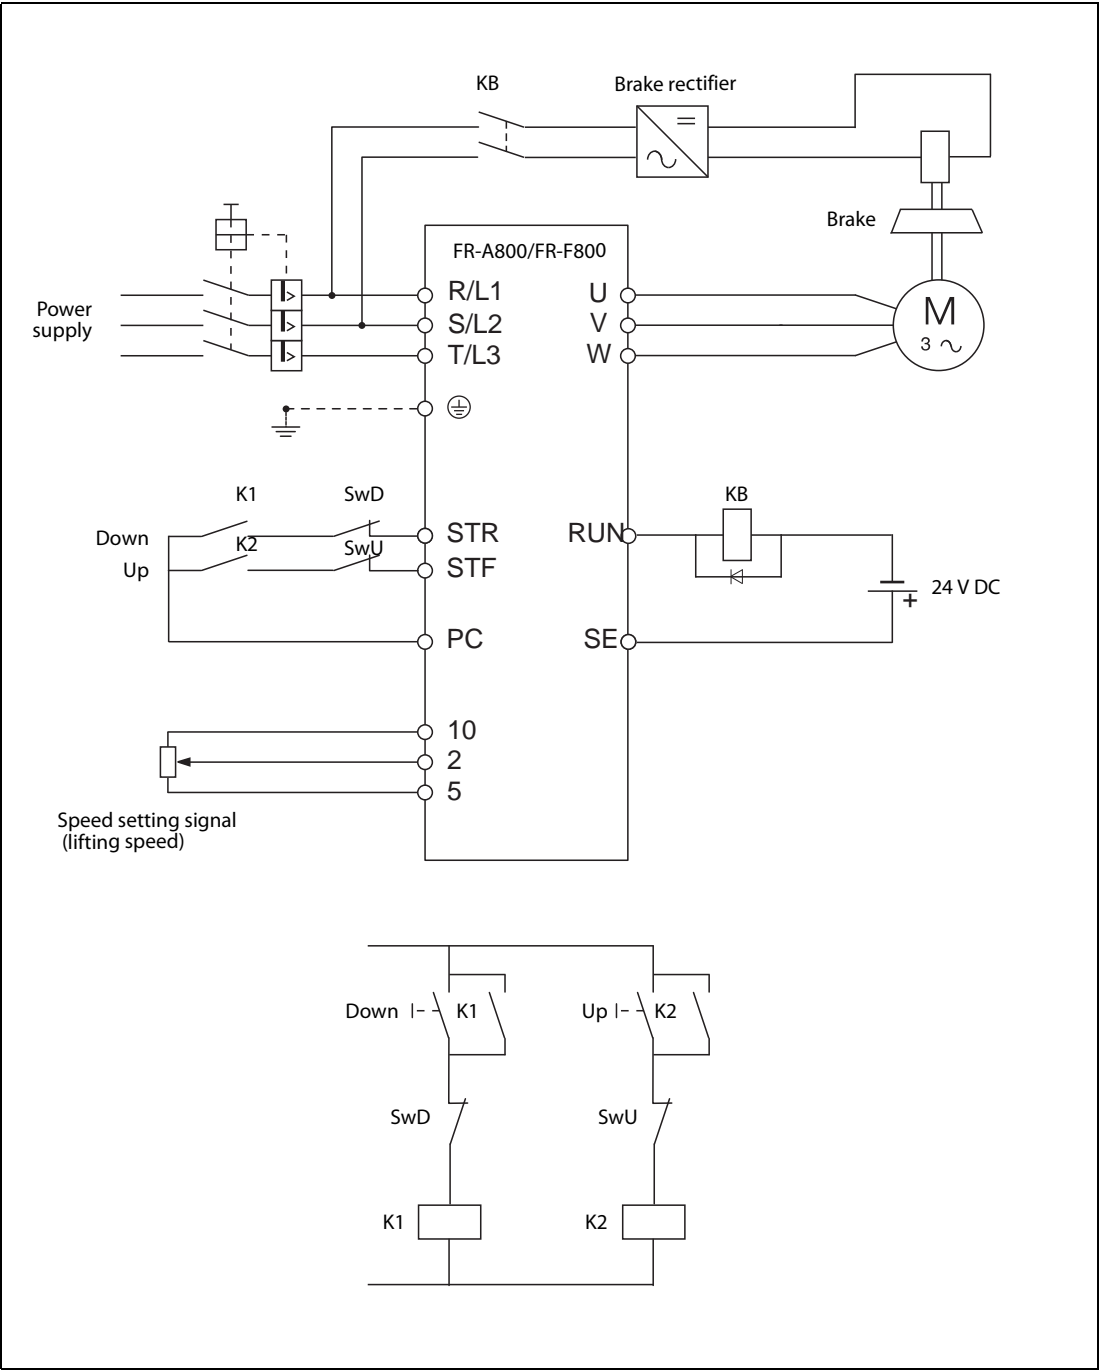 KB
Brake rectifier
Brake
FR-A800/FR-F800
Power
supply
R/L1
S/L2
T/L3
U
V
W
M
3
K1
SwD
Down
K2
SwU
Up
STR
STF
PC
RUN
SE
KB
24 V DC
+
10
2
5
Speed setting signal
(lifting speed)
Down
K1
Up
K2
SwD
SwU
K1
K2